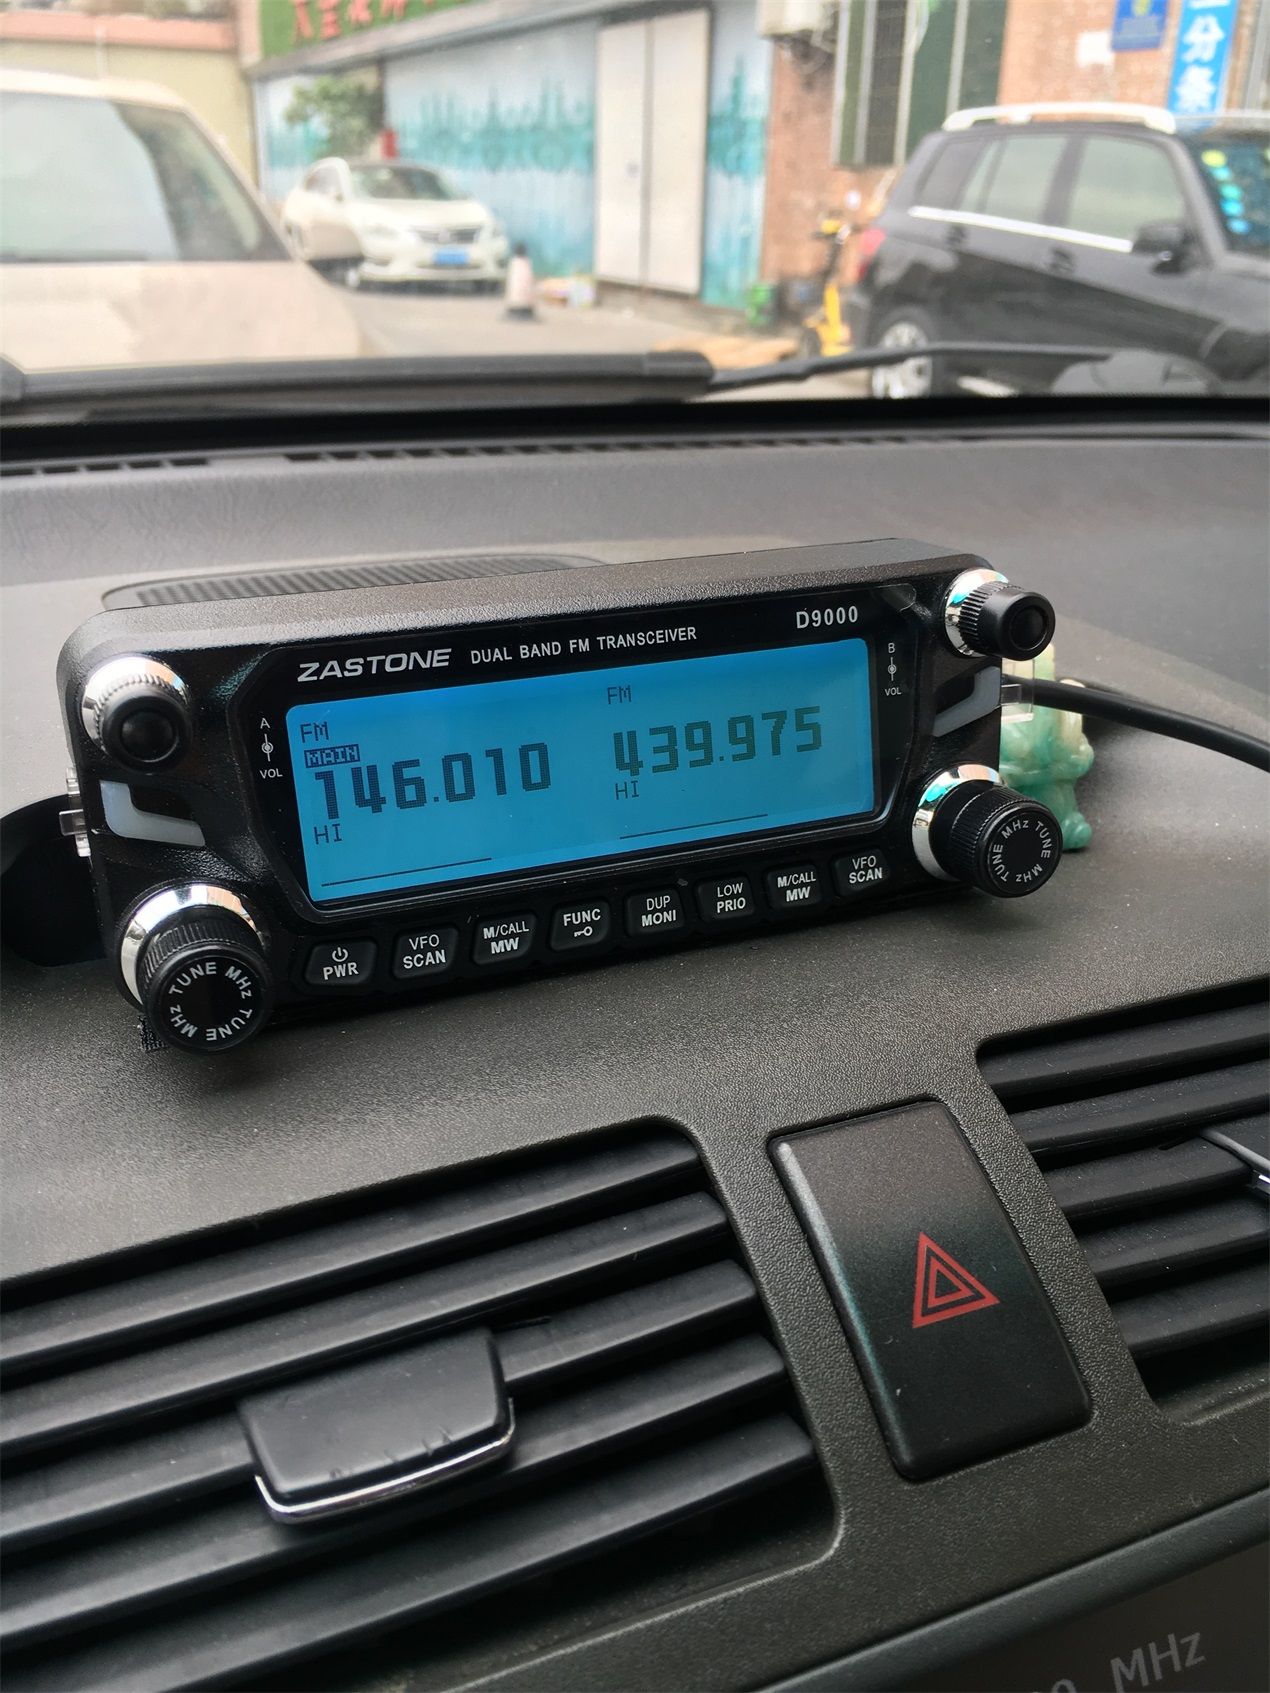 分条
ZASTONE DUAL BAND FM TRANSCEIVER D9000
A
VOL
B
VOL
FM
MAIN
146.010
HI
FM
439.975
HI
PWR
VFO
SCAN
M/CALL
MW
FUNC
DUP
MONI
LOW
PRIO
M/CALL
MW
VFO
SCAN
TUNE MHz TUNE MHz
TUNE MHz TUNE MHz
MHz